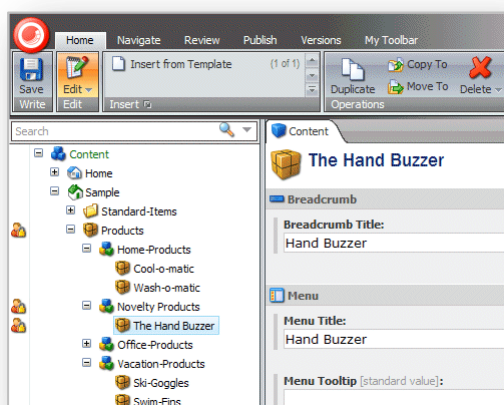 Home Navigate Review Publish Versions My Toolbar
Save Edit Insert from Template (1 of 1) Duplicate Copy To Move To Delete
Write Edit Insert Operations
Search
Content
Home
Sample
Standard-Items
Products
Home-Products
Cool-o-matic
Wash-o-matic
Novelty Products
The Hand Buzzer
Office-Products
Vacation-Products
Ski-Goggles
Swim-Fins
Content
The Hand Buzzer
Breadcrumb
Breadcrumb Title:
Hand Buzzer
Menu
Menu Title:
Hand Buzzer
Menu Tooltip [standard value]: